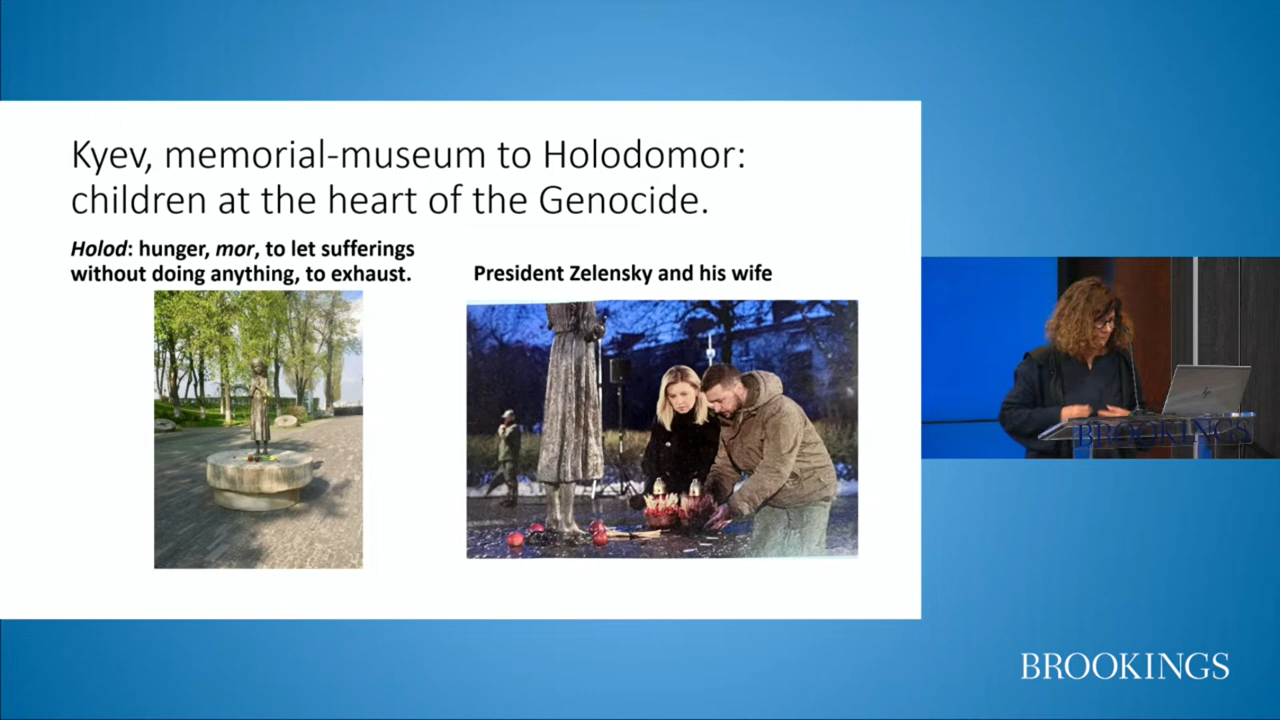 Kyev, memorial-museum to Holodomor:
children at the heart of the Genocide.
Holod: hunger, mor, to let sufferings
without doing anything, to exhaust.
President Zelensky and his wife
BROOKINGS
BROOKINGS